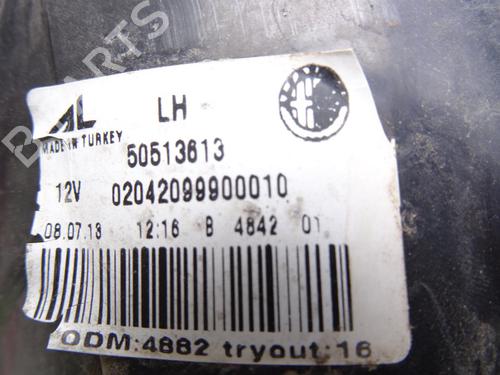 AL LH
MADE IN TURKEY
50513613
12V 02042099900010
08.07.13 12:16 B 4842 01
ODM:4882 tryout:16
PARTS